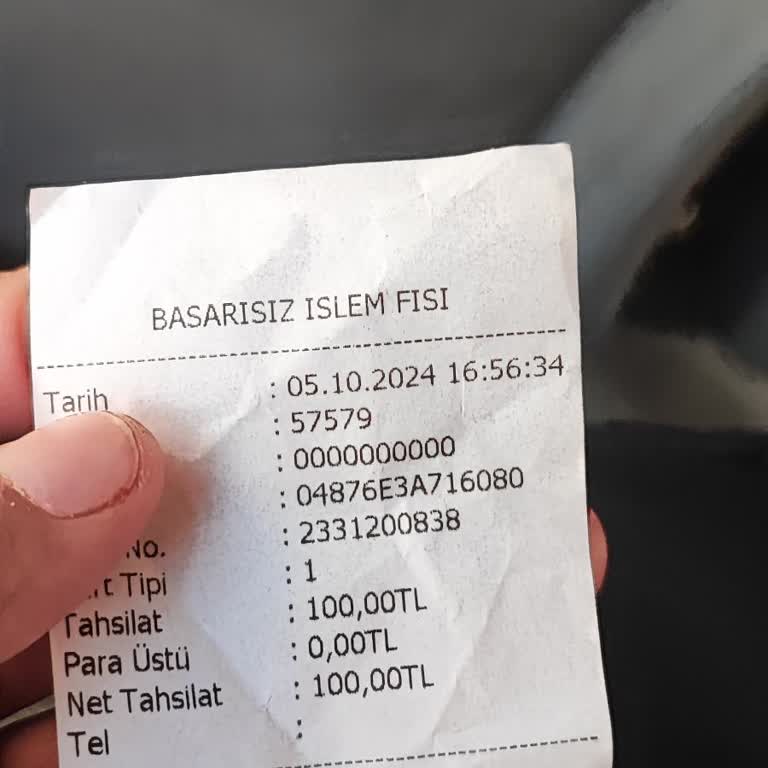 BASARISIZ ISLEM FISI
Tarih : 05.10.2024 16:56:34
: 57579
: 0000000000
: 04876E3A716080
No. : 2331200838
Tipi : 1
Tahsilat : 100,00TL
Para Üstü : 0,00TL
Net Tahsilat : 100,00TL
Tel :